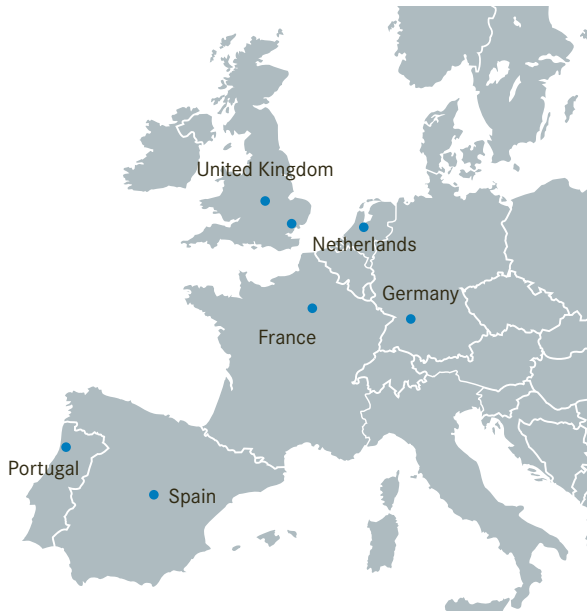 United Kingdom
Netherlands
Germany
France
Portugal
Spain